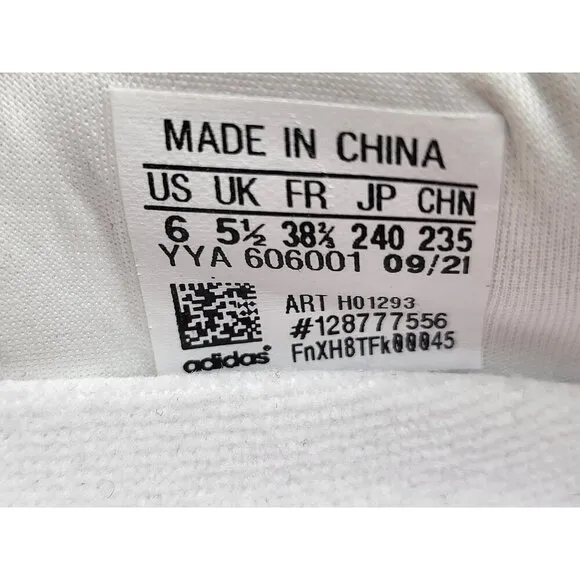 MADE IN CHINA
US UK FR JP CHN
6 5½ 38⅔ 240 235
YYA 606001 09/21
ART H01293
#128777556
adidas® FnXH8TFk00045